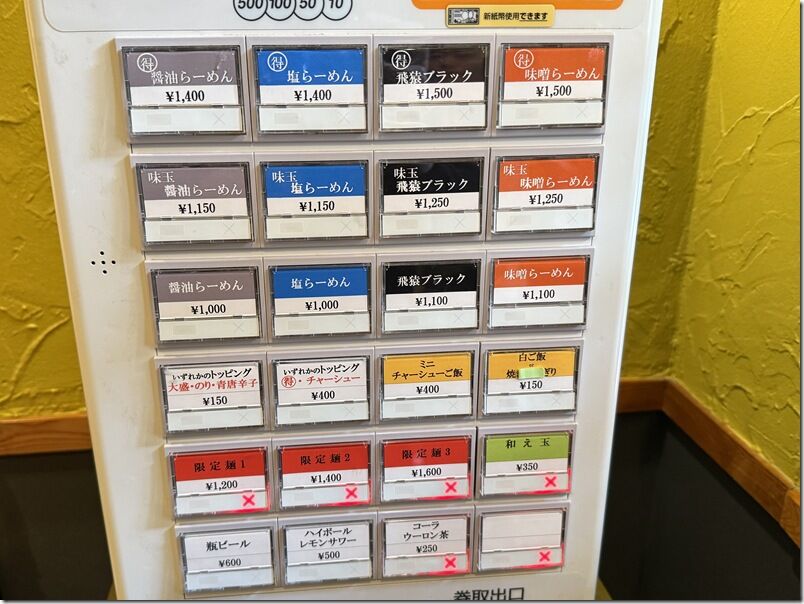 500 100 50 10
新紙幣使用できます
得
醤油らーめん
¥1,400
得
塩らーめん
¥1,400
得
飛猿ブラック
¥1,500
得
味噌らーめん
¥1,500
味玉
醤油らーめん
¥1,150
味玉
塩らーめん
¥1,150
味玉
飛猿ブラック
¥1,250
味玉
味噌らーめん
¥1,250
醤油らーめん
¥1,000
塩らーめん
¥1,000
飛猿ブラック
¥1,100
味噌らーめん
¥1,100
いずれかのトッピング
大盛・のり・青唐辛子
¥150
いずれかのトッピング
得・チャーシュー
¥400
ミニ
チャーシューご飯
¥400
白ご飯
¥150
限定麺1
¥1,200
限定麺2
¥1,400
限定麺3
¥1,600
和え玉
¥350
瓶ビール
¥600
ハイボール
レモンサワー
¥500
コーラ
ウーロン茶
¥250